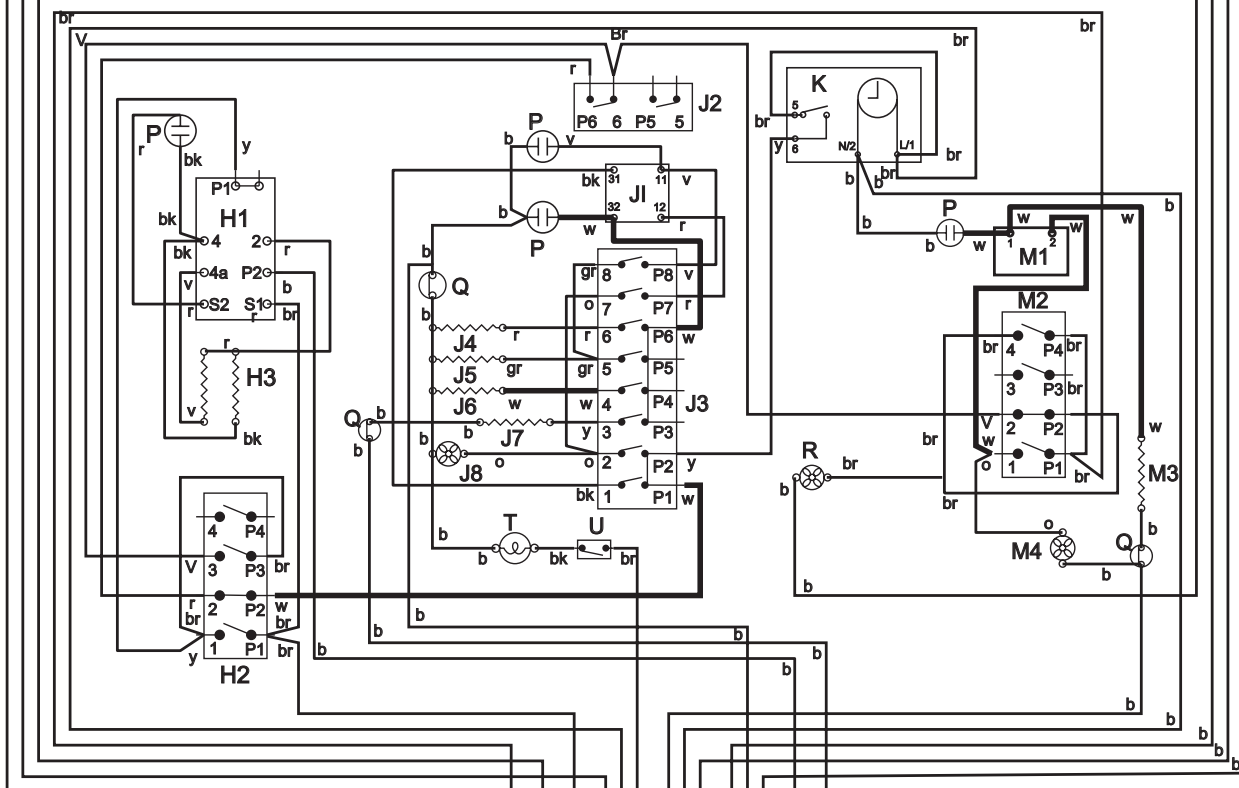 br
br
V
Br
br
r
J2
P6 6 P5 5
K
5
br
y
6
N/2
L/1
br
br
b
b
b
P
r
y
bk
P
b
v
P1
bk
31
11
v
JI
32
12
H1
bk
4
2
r
bk
b
P
w
r
b
P
b
w
w
w
w
1
2
M1
4a
P2
v
b
S2
S1
r
r
br
b
Q
b
gr
8
P8
v
o
7
P7
r
r
J4
r
6
P6
w
gr
J5
gr
5
P5
w
J6
w
4
P4
J3
Q
b
b
b
J7
y
3
P3
b
b
J8
o
o
2
P2
y
bk
1
P1
w
M2
br
4
P4
br
3
P3
br
V
2
P2
w
o
1
P1
br
br
br
w
M3
r
H3
v
bk
R
br
b
4
P4
V
3
P3
br
r
2
P2
w
br
1
P1
br
br
y
H2
b
T
b
bk
U
br
o
M4
b
Q
b
b
b
b
b
b
b
b
b
b
b
b